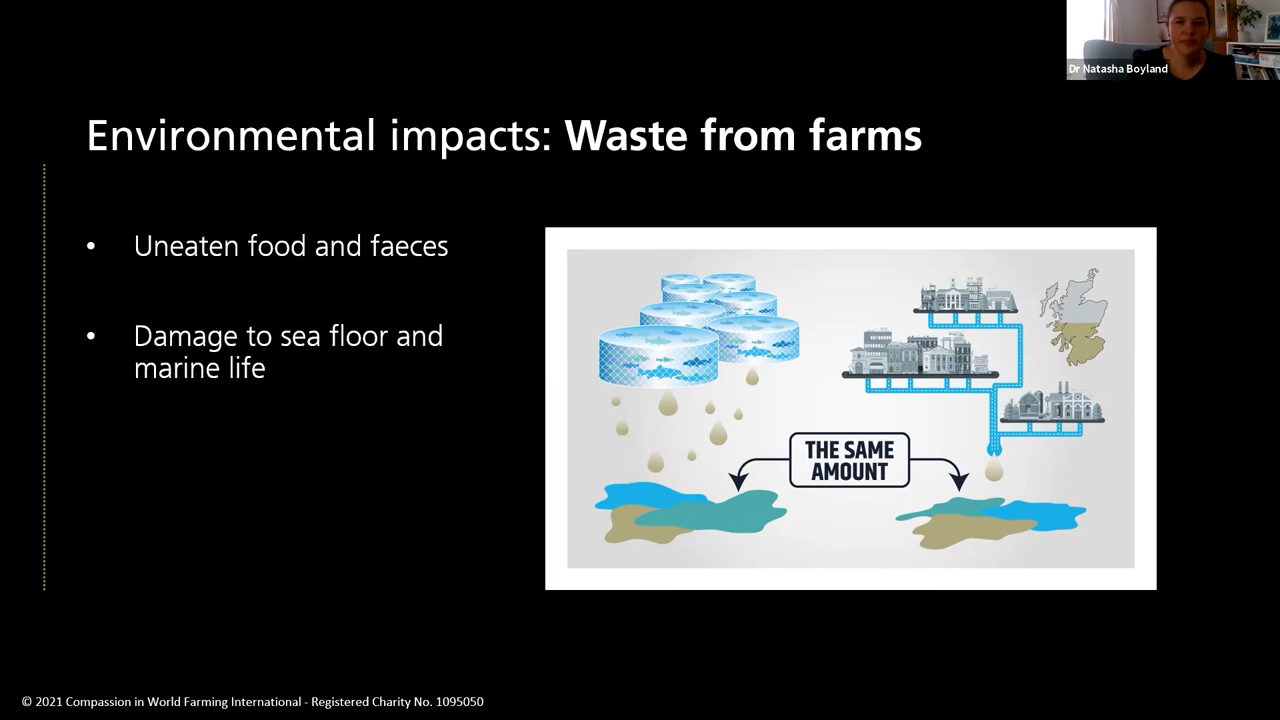 Dr Natasha Boyland
Environmental impacts: Waste from farms
• Uneaten food and faeces
• Damage to sea floor and
marine life
THE SAME
AMOUNT
© 2021 Compassion in World Farming International - Registered Charity No. 1095050